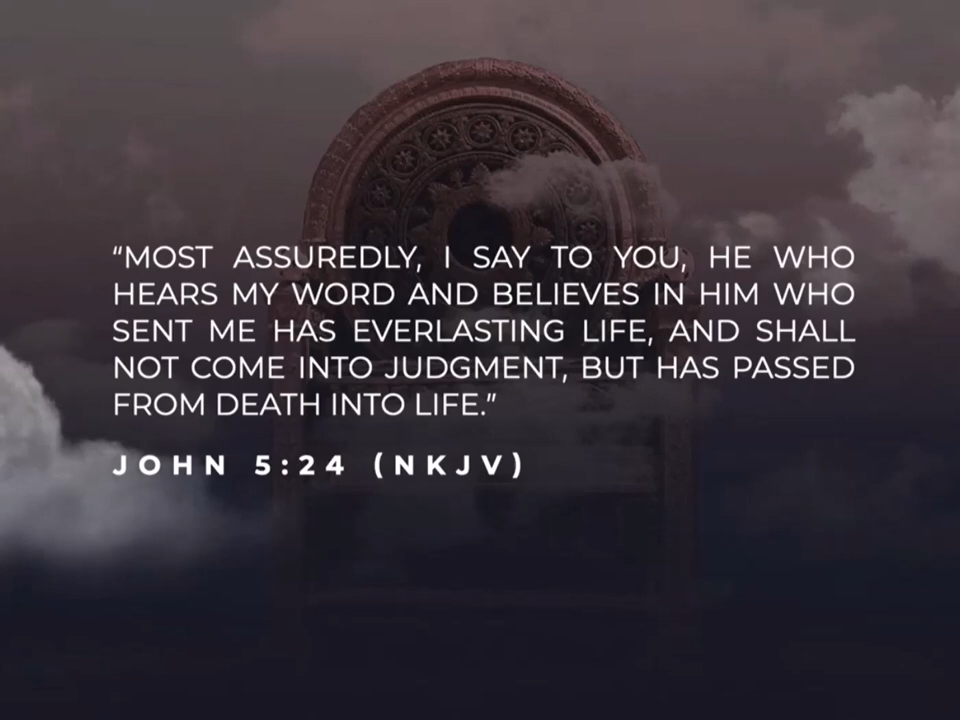 “MOST ASSUREDLY, I SAY TO YOU, HE WHO
HEARS MY WORD AND BELIEVES IN HIM WHO
SENT ME HAS EVERLASTING LIFE, AND SHALL
NOT COME INTO JUDGMENT, BUT HAS PASSED
FROM DEATH INTO LIFE.”
JOHN 5:24 (NKJV)